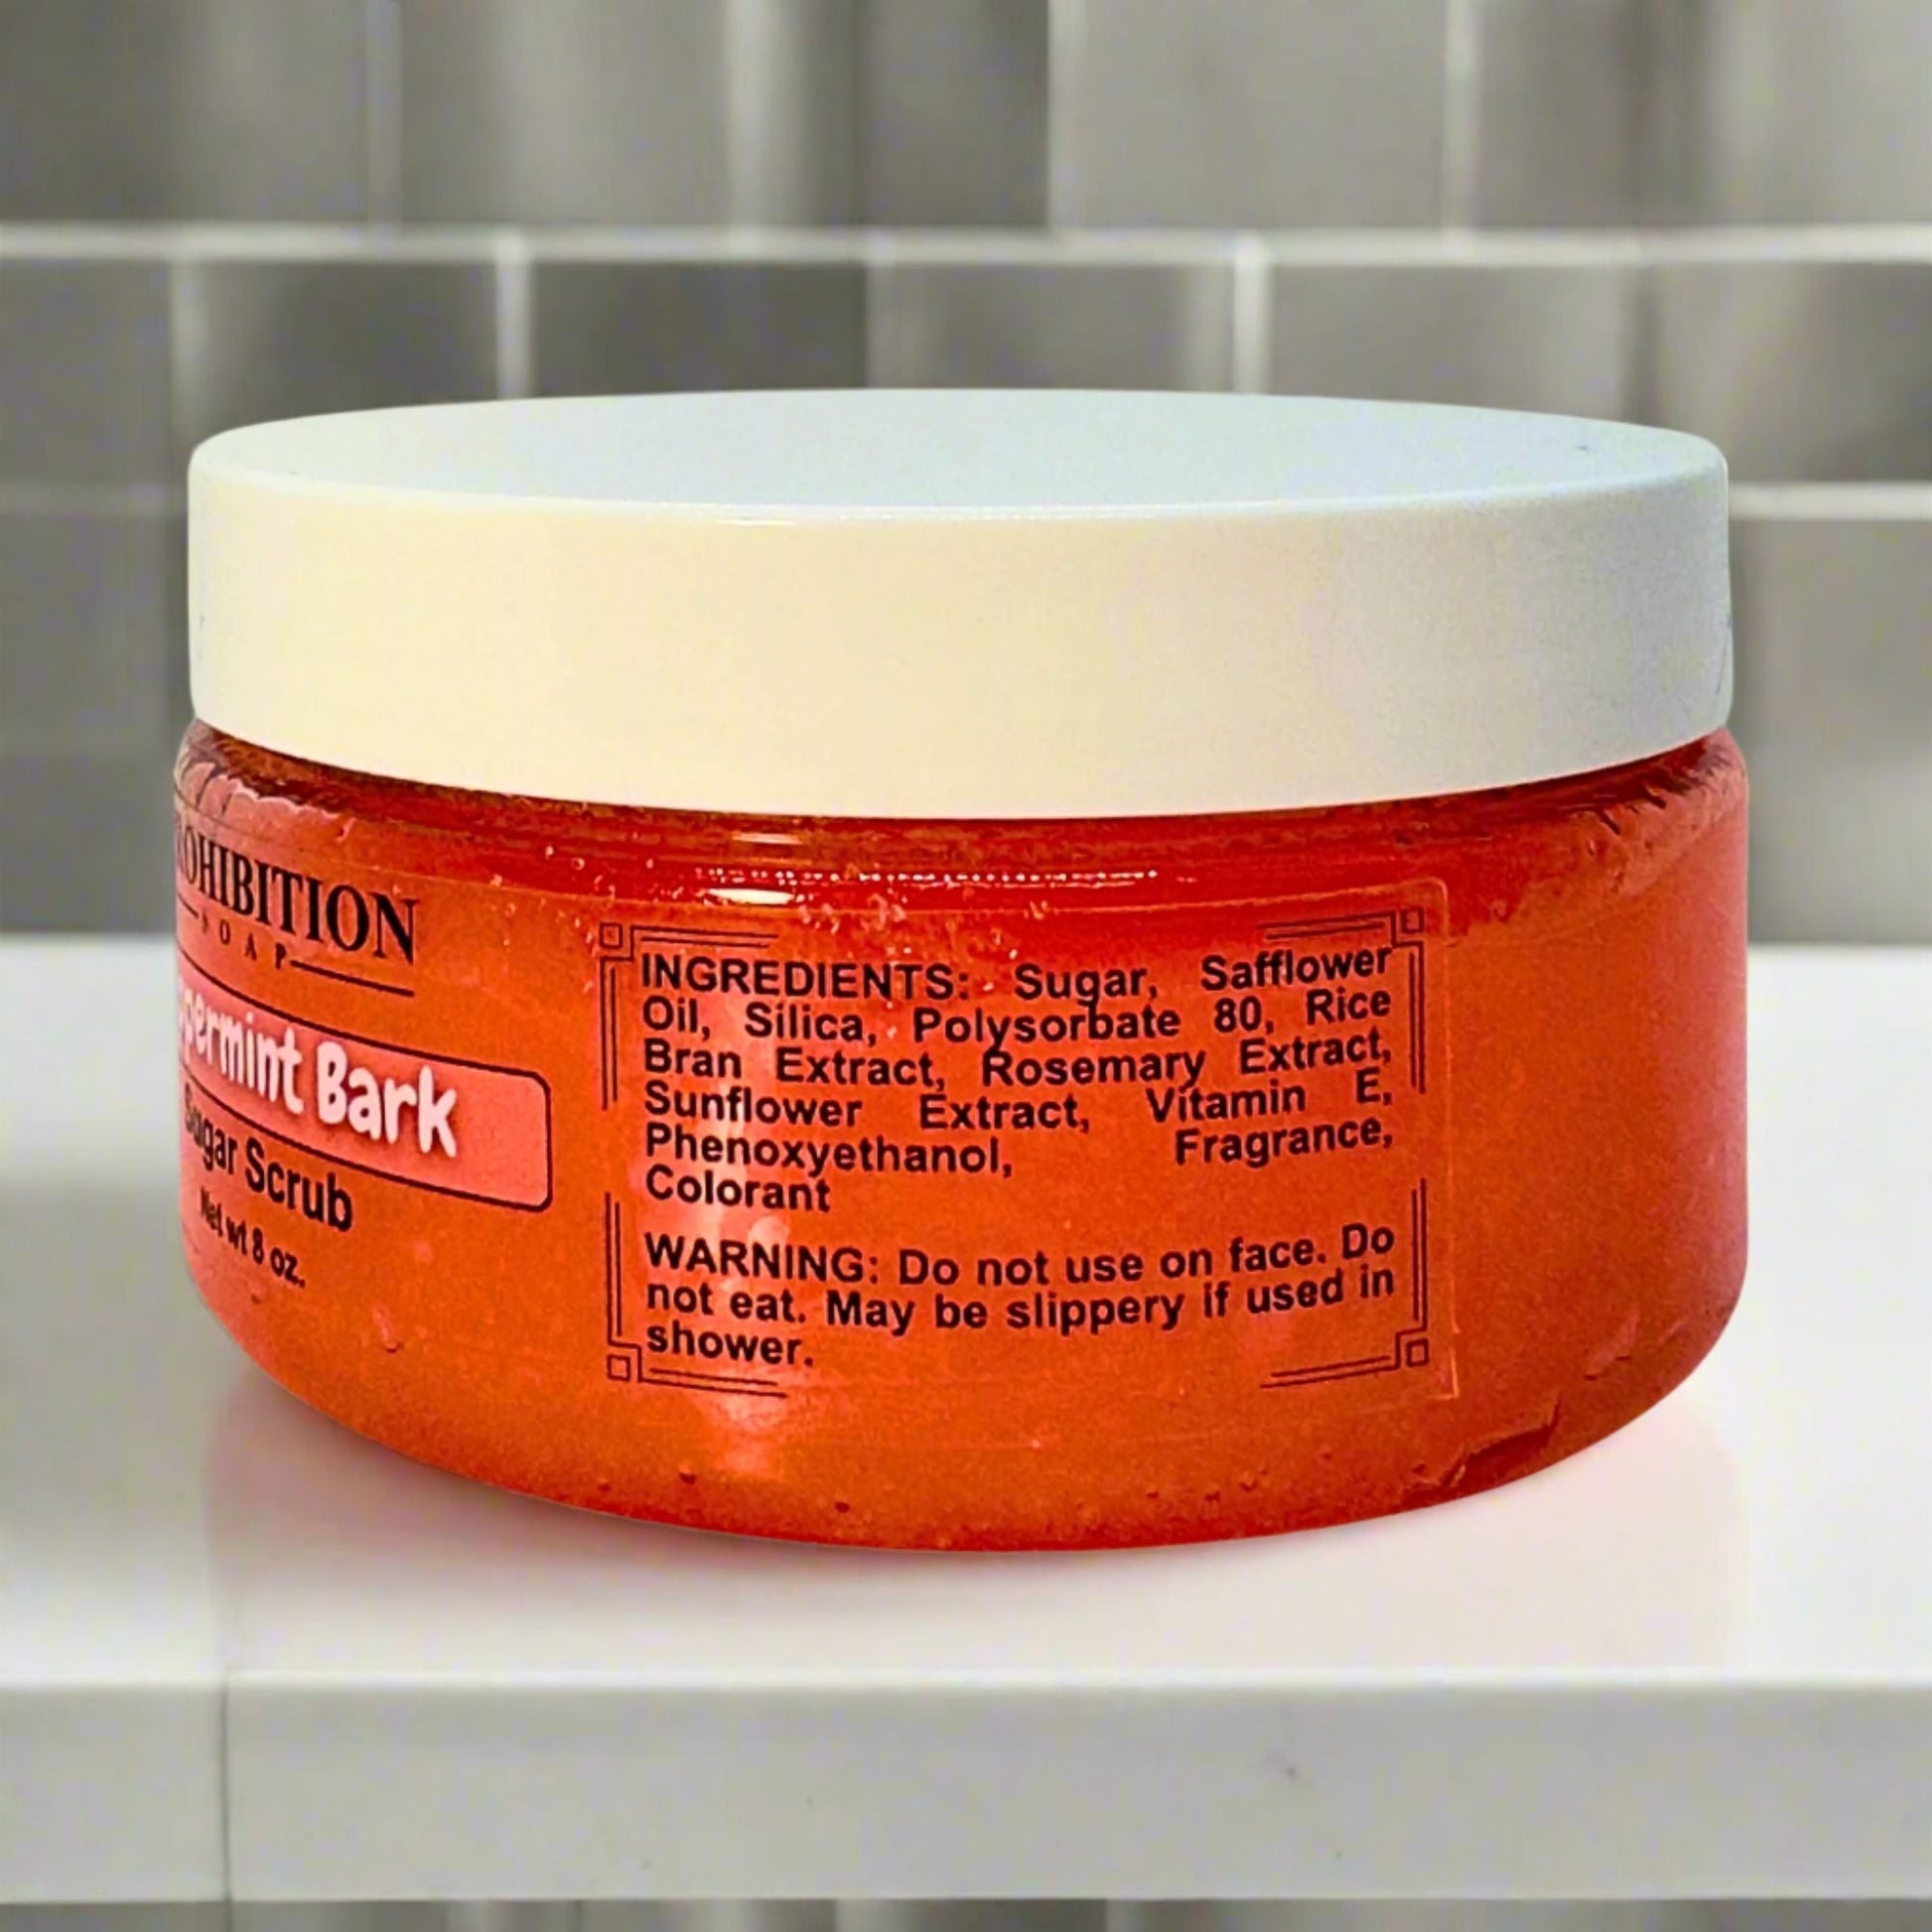 ROHIBITION
SOAP
permint Bark
Sugar Scrub
Net wt 8 oz.
INGREDIENTS: Sugar, Safflower
Oil, Silica, Polysorbate 80, Rice
Bran Extract, Rosemary Extract,
Sunflower Extract, Vitamin E,
Phenoxyethanol, Fragrance,
Colorant
WARNING: Do not use on face. Do
not eat. May be slippery if used in
shower.